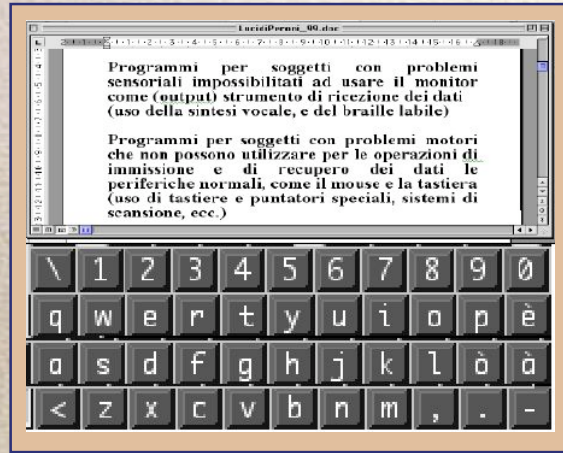 LucidiPeroni_99.doc
Programmi per soggetti con problemi
sensoriali impossibilitati ad usare il monitor
come (output) strumento di ricezione dei dati
(uso della sintesi vocale, e del braille labile)
Programmi per soggetti con problemi motori
che non possono utilizzare per le operazioni di
immissione e di recupero dei dati le
periferiche normali, come il mouse e la tastiera
(uso di tastiere e puntatori speciali, sistemi di
scansione, ecc.)
\ 1 2 3 4 5 6 7 8 9 0
q w e r t y u i o p è
a s d f g h j k l ò à
< z x c v b n m , . -